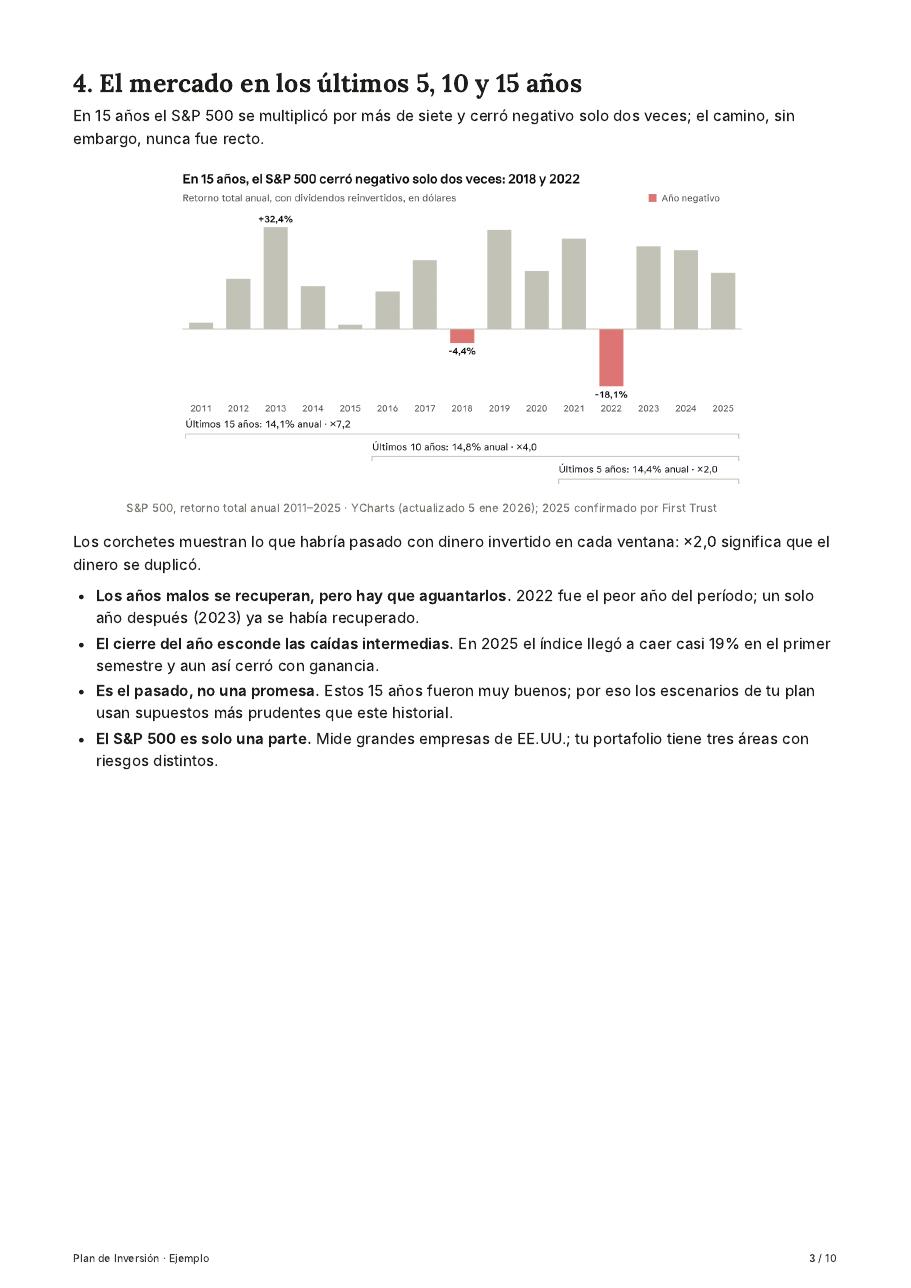 4. El mercado en los últimos 5, 10 y 15 años
En 15 años el S&P 500 se multiplicó por más de siete y cerró negativo solo dos veces; el camino, sin
embargo, nunca fue recto.
En 15 años, el S&P 500 cerró negativo solo dos veces: 2018 y 2022
Retorno total anual, con dividendos reinvertidos, en dólares
Año negativo
+32,4%
-4,4%
-18,1%
2011 2012 2013 2014 2015 2016 2017 2018 2019 2020 2021 2022 2023 2024 2025
Últimos 15 años: 14,1% anual · ×7,2
Últimos 10 años: 14,8% anual · ×4,0
Últimos 5 años: 14,4% anual · ×2,0
S&P 500, retorno total anual 2011–2025 · YCharts (actualizado 5 ene 2026); 2025 confirmado por First Trust
Los corchetes muestran lo que habría pasado con dinero invertido en cada ventana: ×2,0 significa que el
dinero se duplicó.
• Los años malos se recuperan, pero hay que aguantarlos. 2022 fue el peor año del período; un solo
año después (2023) ya se había recuperado.
• El cierre del año esconde las caídas intermedias. En 2025 el índice llegó a caer casi 19% en el primer
semestre y aun así cerró con ganancia.
• Es el pasado, no una promesa. Estos 15 años fueron muy buenos; por eso los escenarios de tu plan
usan supuestos más prudentes que este historial.
• El S&P 500 es solo una parte. Mide grandes empresas de EE.UU.; tu portafolio tiene tres áreas con
riesgos distintos.
Plan de Inversión · Ejemplo
3 / 10